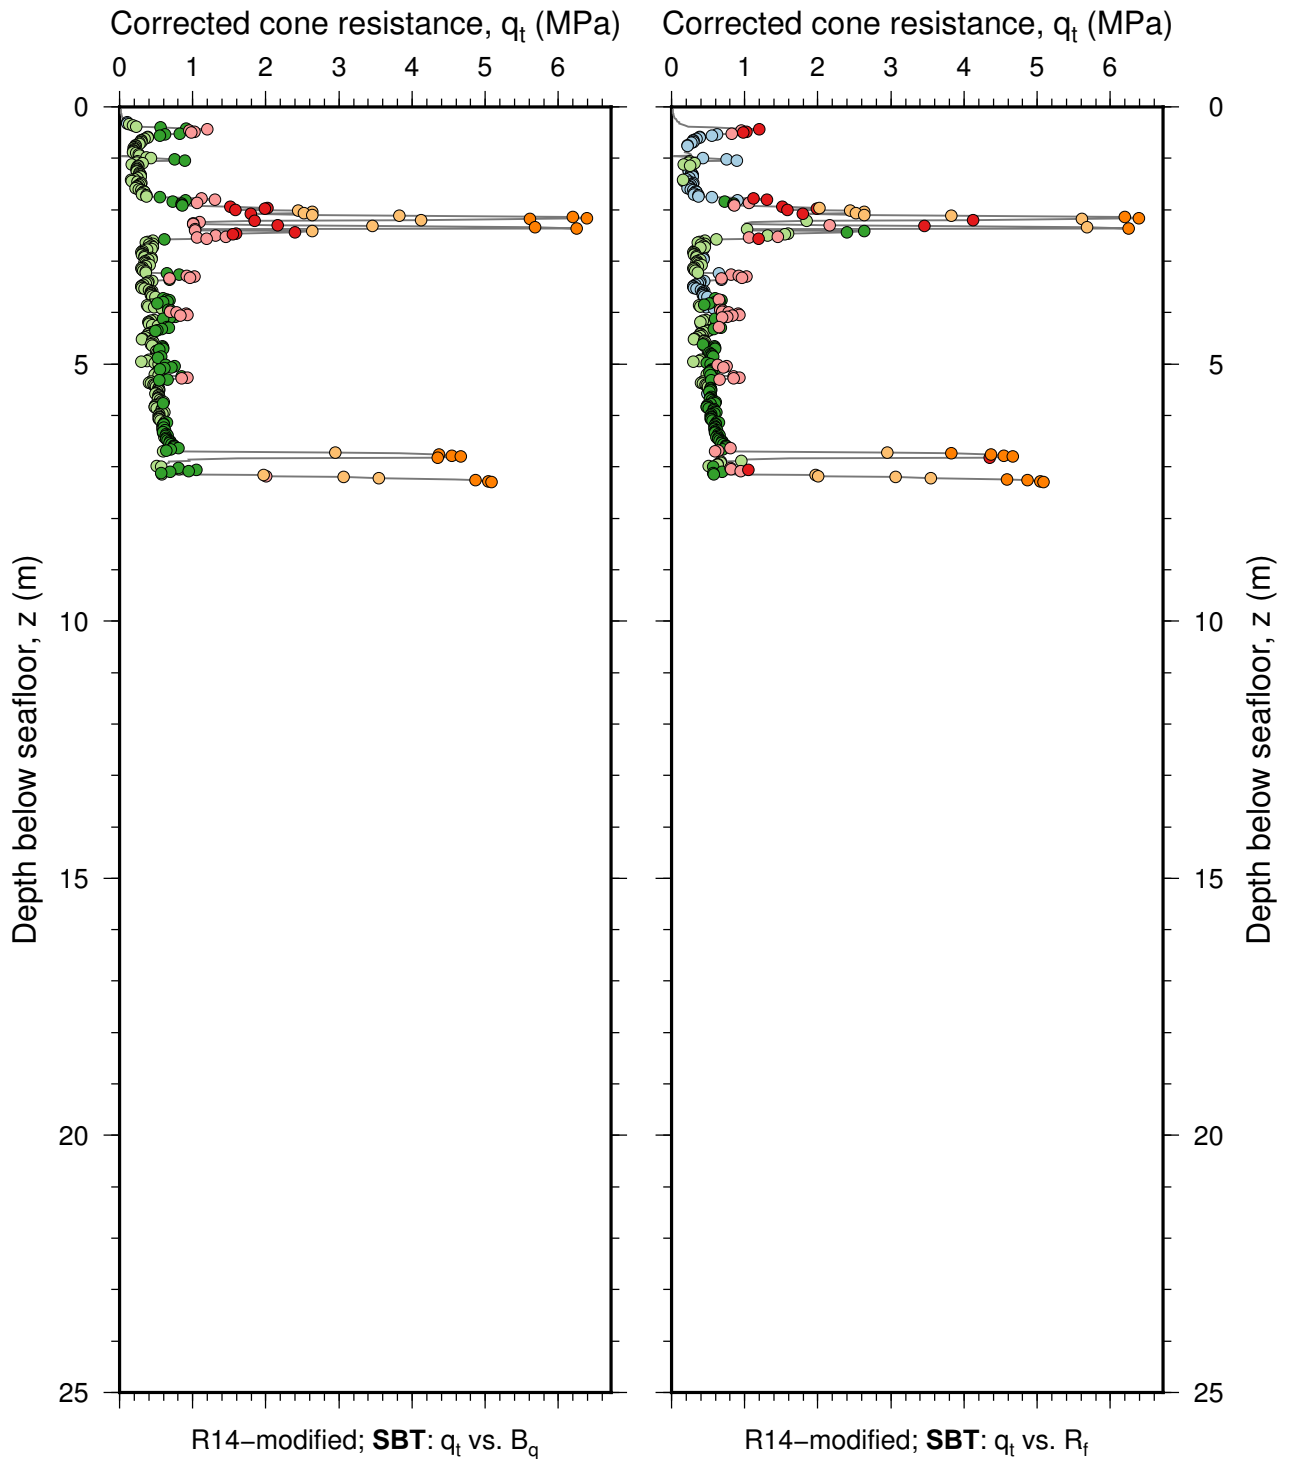 Corrected cone resistance, qt (MPa) Corrected cone resistance, qt (MPa)
0 1 2 3 4 5 6 0 1 2 3 4 5 6
0 0
5 5
10 10
15 15
20 20
25 25
Depth below seafloor, z (m)
Depth below seafloor, z (m)
R14−modified; SBT: qt vs. Bq R14−modified; SBT: qt vs. Rf